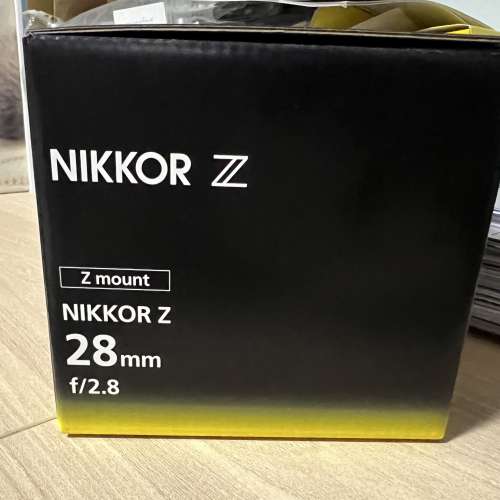 NIKKOR Z
Z mount
NIKKOR Z
28mm
f/2.8